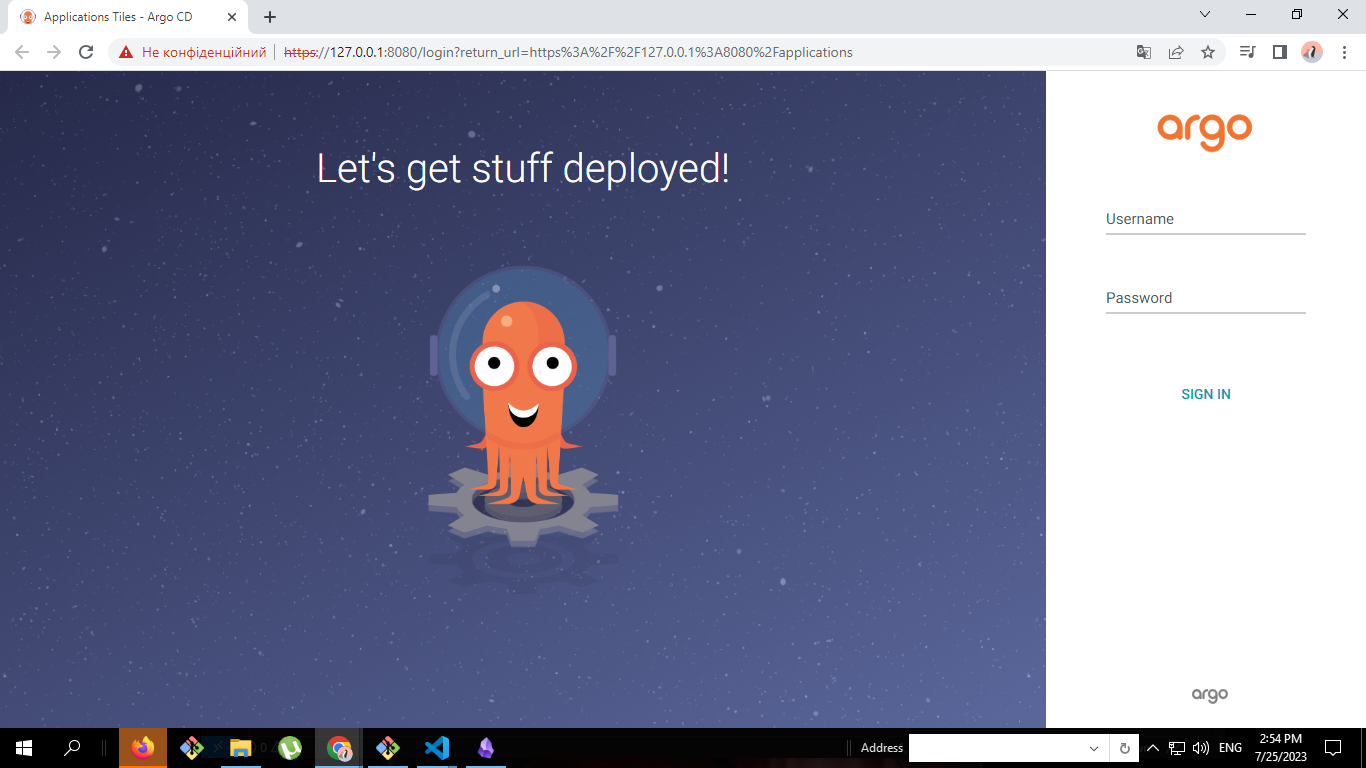 Applications Tiles - Argo CD
Не конфіденційний
https://127.0.0.1:8080/login?return_url=https%3A%2F%2F127.0.0.1%3A8080%2Fapplications
Let's get stuff deployed!
argo
Username
Password
SIGN IN
argo
Address
ENG
2:54 PM
7/25/2023